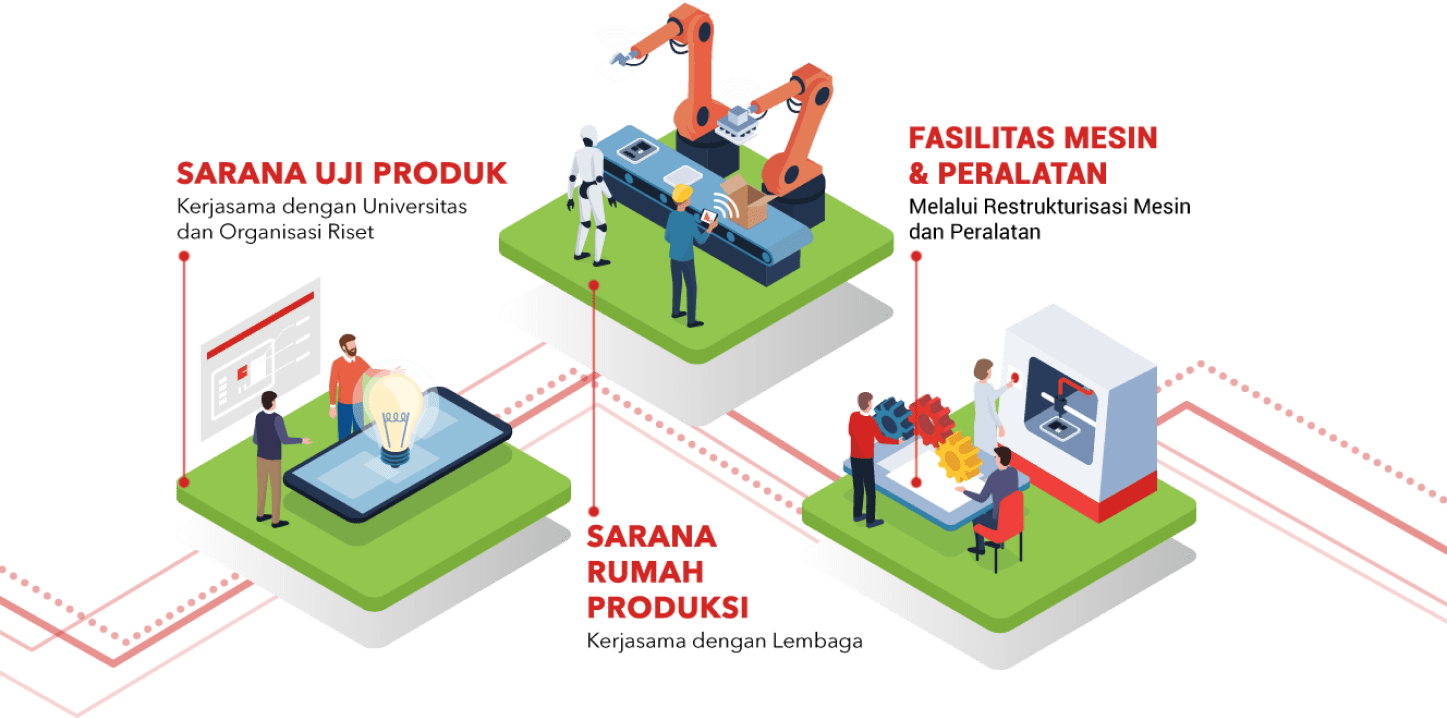 SARANA UJI PRODUK
Kerjasama dengan Universitas
dan Organisasi Riset
FASILITAS MESIN
& PERALATAN
Melalui Restrukturisasi Mesin
dan Peralatan
SARANA
RUMAH
PRODUKSI
Kerjasama dengan Lembaga